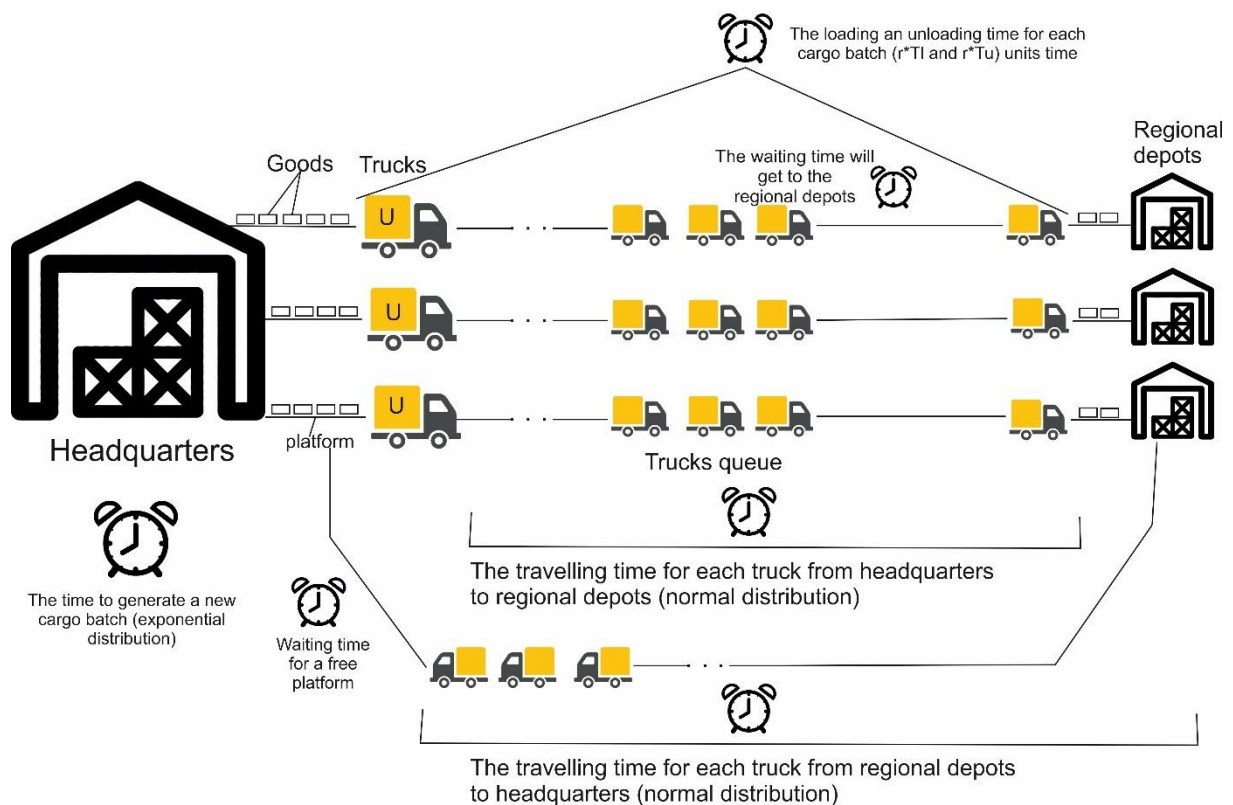 The loading an unloading time for each
cargo batch (r*Tl and r*Tu) units time
Regional
depots
Goods
Trucks
The waiting time will
get to the
regional depots
U
U
U
platform
Headquarters
Trucks queue
The travelling time for each truck from headquarters
to regional depots (normal distribution)
The time to generate a new
cargo batch (exponential
distribution)
Waiting time
for a free
platform
The travelling time for each truck from regional depots
to headquarters (normal distribution)